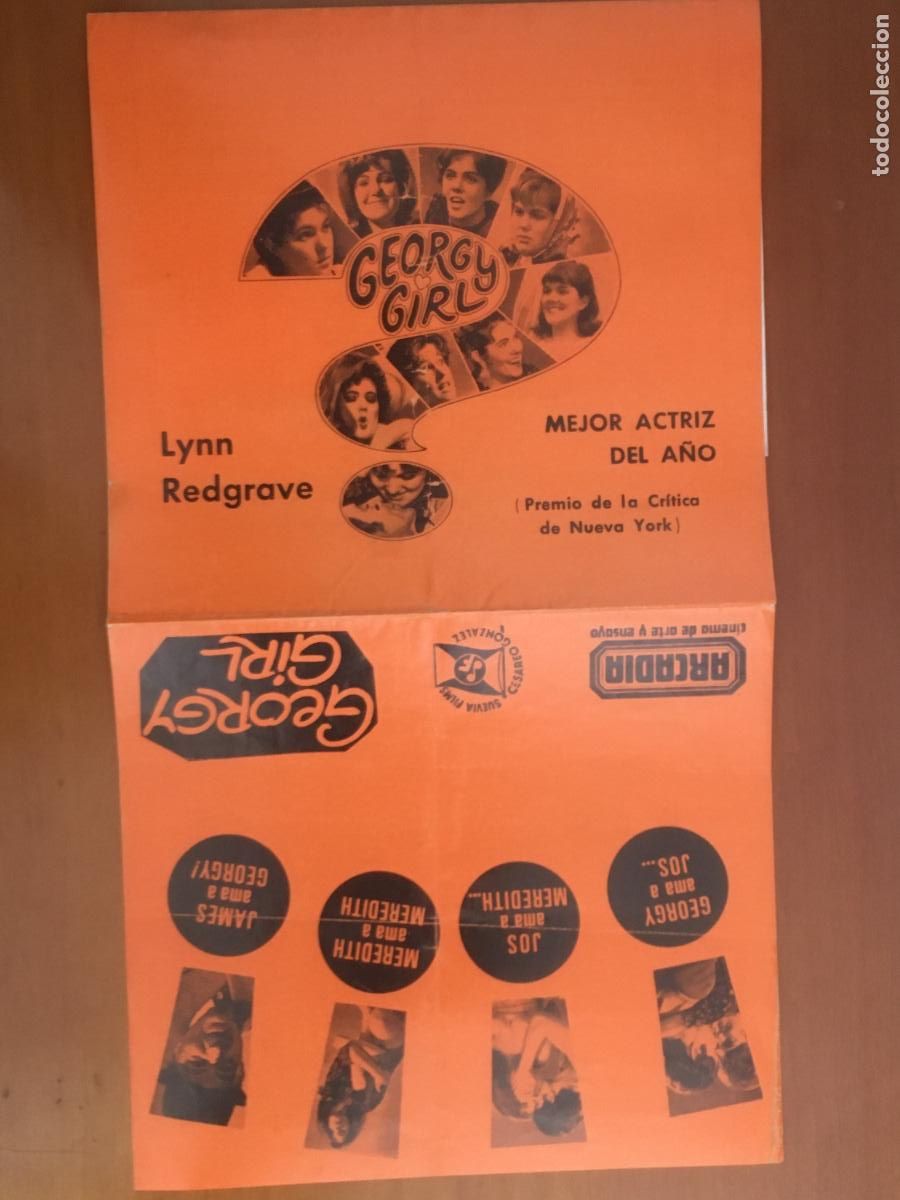 GEORGY
GIRL
Lynn
Redgrave
MEJOR ACTRIZ
DEL AÑO
(Premio de la Crítica
de Nueva York)
GEORGY
ama a
JOS...
JOS
ama a
MEREDITH...
MEREDITH
ama a
MEREDITH
JAMES
ama a
GEORGY!
ARCADIA
cinema de arte y ensayo
SUEVIA FILMS
CESAREO GONZALEZ
SF
GEORGY
GIRL
todocoleccion